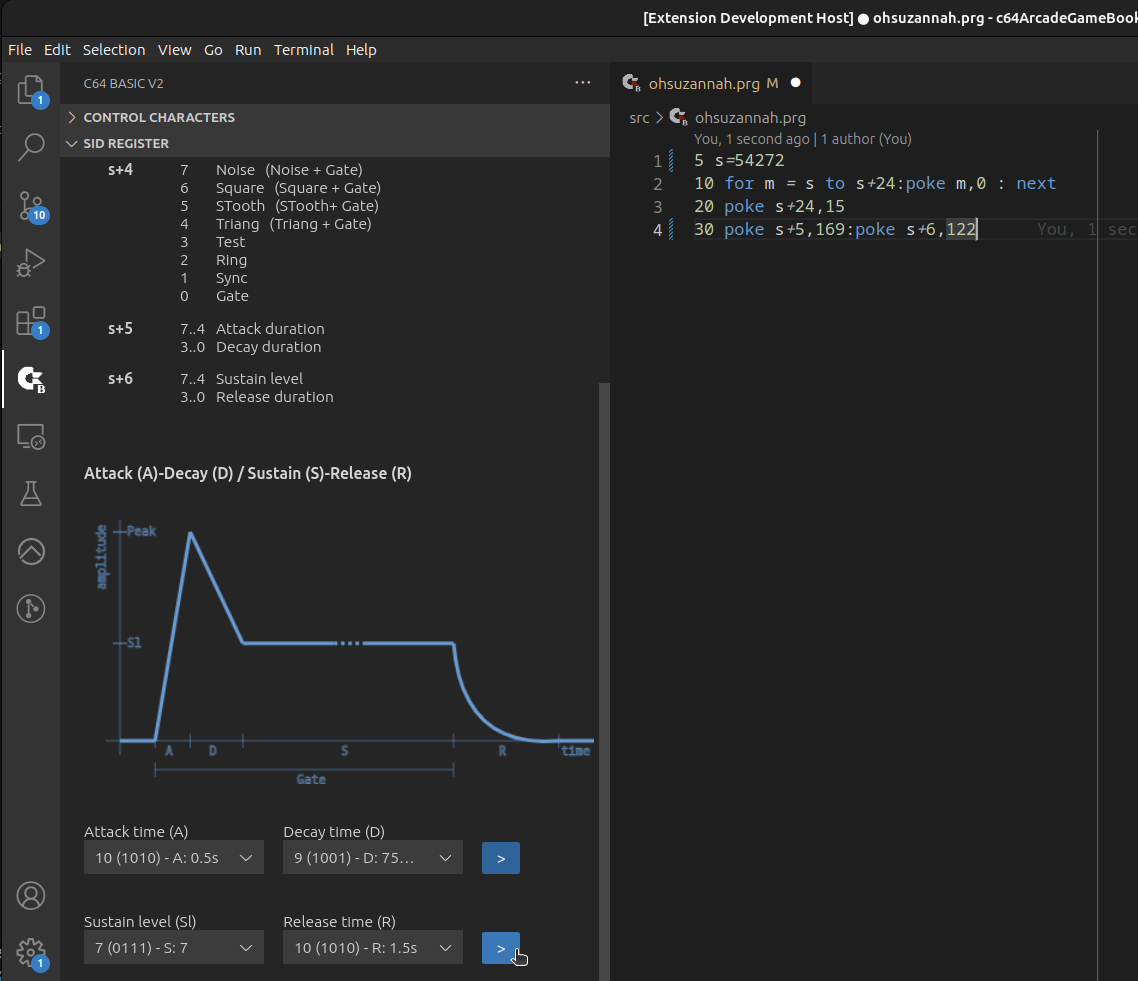 [Extension Development Host] ● ohsuzannah.prg - c64ArcadeGameBook
File Edit Selection View Go Run Terminal Help
C64 BASIC V2 ···
CONTROL CHARACTERS
SID REGISTER
s+4 7 Noise (Noise + Gate)
6 Square (Square + Gate)
5 STooth (STooth+ Gate)
4 Triang (Triang + Gate)
3 Test
2 Ring
1 Sync
0 Gate
s+5 7..4 Attack duration
3..0 Decay duration
s+6 7..4 Sustain level
3..0 Release duration
Attack (A)-Decay (D) / Sustain (S)-Release (R)
amplitude
Peak
Sl
A D S R time
Gate
Attack time (A) Decay time (D)
10 (1010) - A: 0.5s 9 (1001) - D: 75... >
Sustain level (Sl) Release time (R)
7 (0111) - S: 7 10 (1010) - R: 1.5s >
1
10
1
1
B
ohsuzannah.prg M ●
src > ohsuzannah.prg
You, 1 second ago | 1 author (You)
1 5 s=54272
2 10 for m = s to s+24:poke m,0 : next
3 20 poke s+24,15
4 30 poke s+5,169:poke s+6,122 You, 1 sec